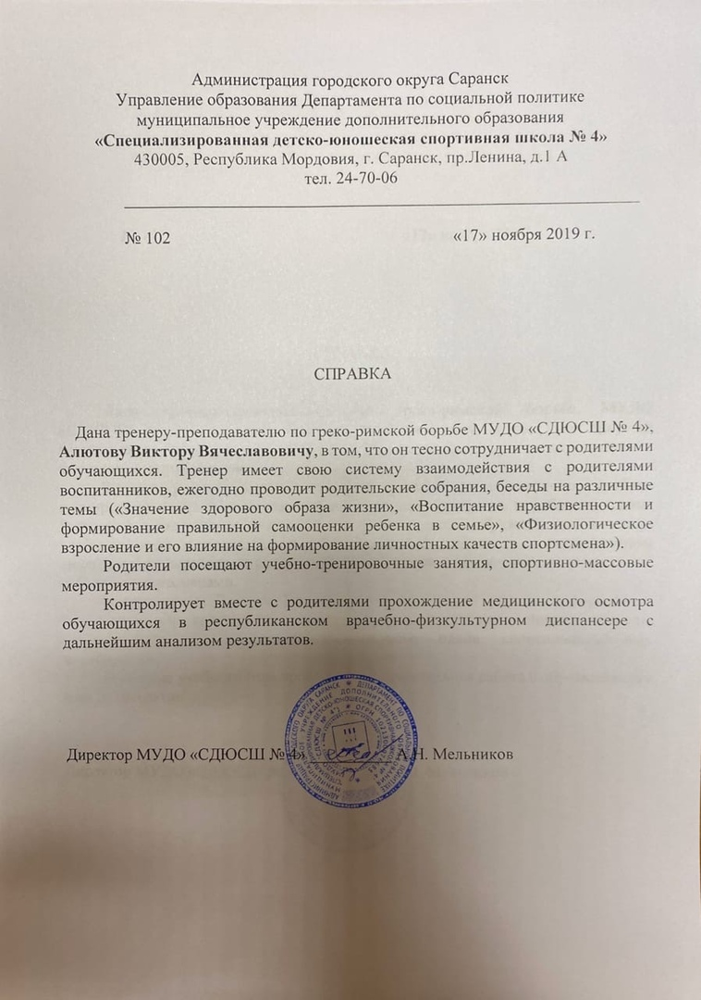 Администрация городского округа Саранск
Управление образования Департамента по социальной политике
муниципальное учреждение дополнительного образования
«Специализированная детско-юношеская спортивная школа № 4»
430005, Республика Мордовия, г. Саранск, пр.Ленина, д.1 А
тел. 24-70-06
№ 102 «17» ноября 2019 г.
СПРАВКА
Дана тренеру-преподавателю по греко-римской борьбе МУДО «СДЮСШ № 4»,
Алютову Виктору Вячеславовичу, в том, что он тесно сотрудничает с родителями
обучающихся. Тренер имеет свою систему взаимодействия с родителями
воспитанников, ежегодно проводит родительские собрания, беседы на различные
темы («Значение здорового образа жизни», «Воспитание нравственности и
формирование правильной самооценки ребенка в семье», «Физиологическое
взросление и его влияние на формирование личностных качеств спортсмена»).
Родители посещают учебно-тренировочные занятия, спортивно-массовые
мероприятия.
Контролирует вместе с родителями прохождение медицинского осмотра
обучающихся в республиканском врачебно-физкультурном диспансере с
дальнейшим анализом результатов.
Директор МУДО «СДЮСШ № 4» А.Н. Мельников